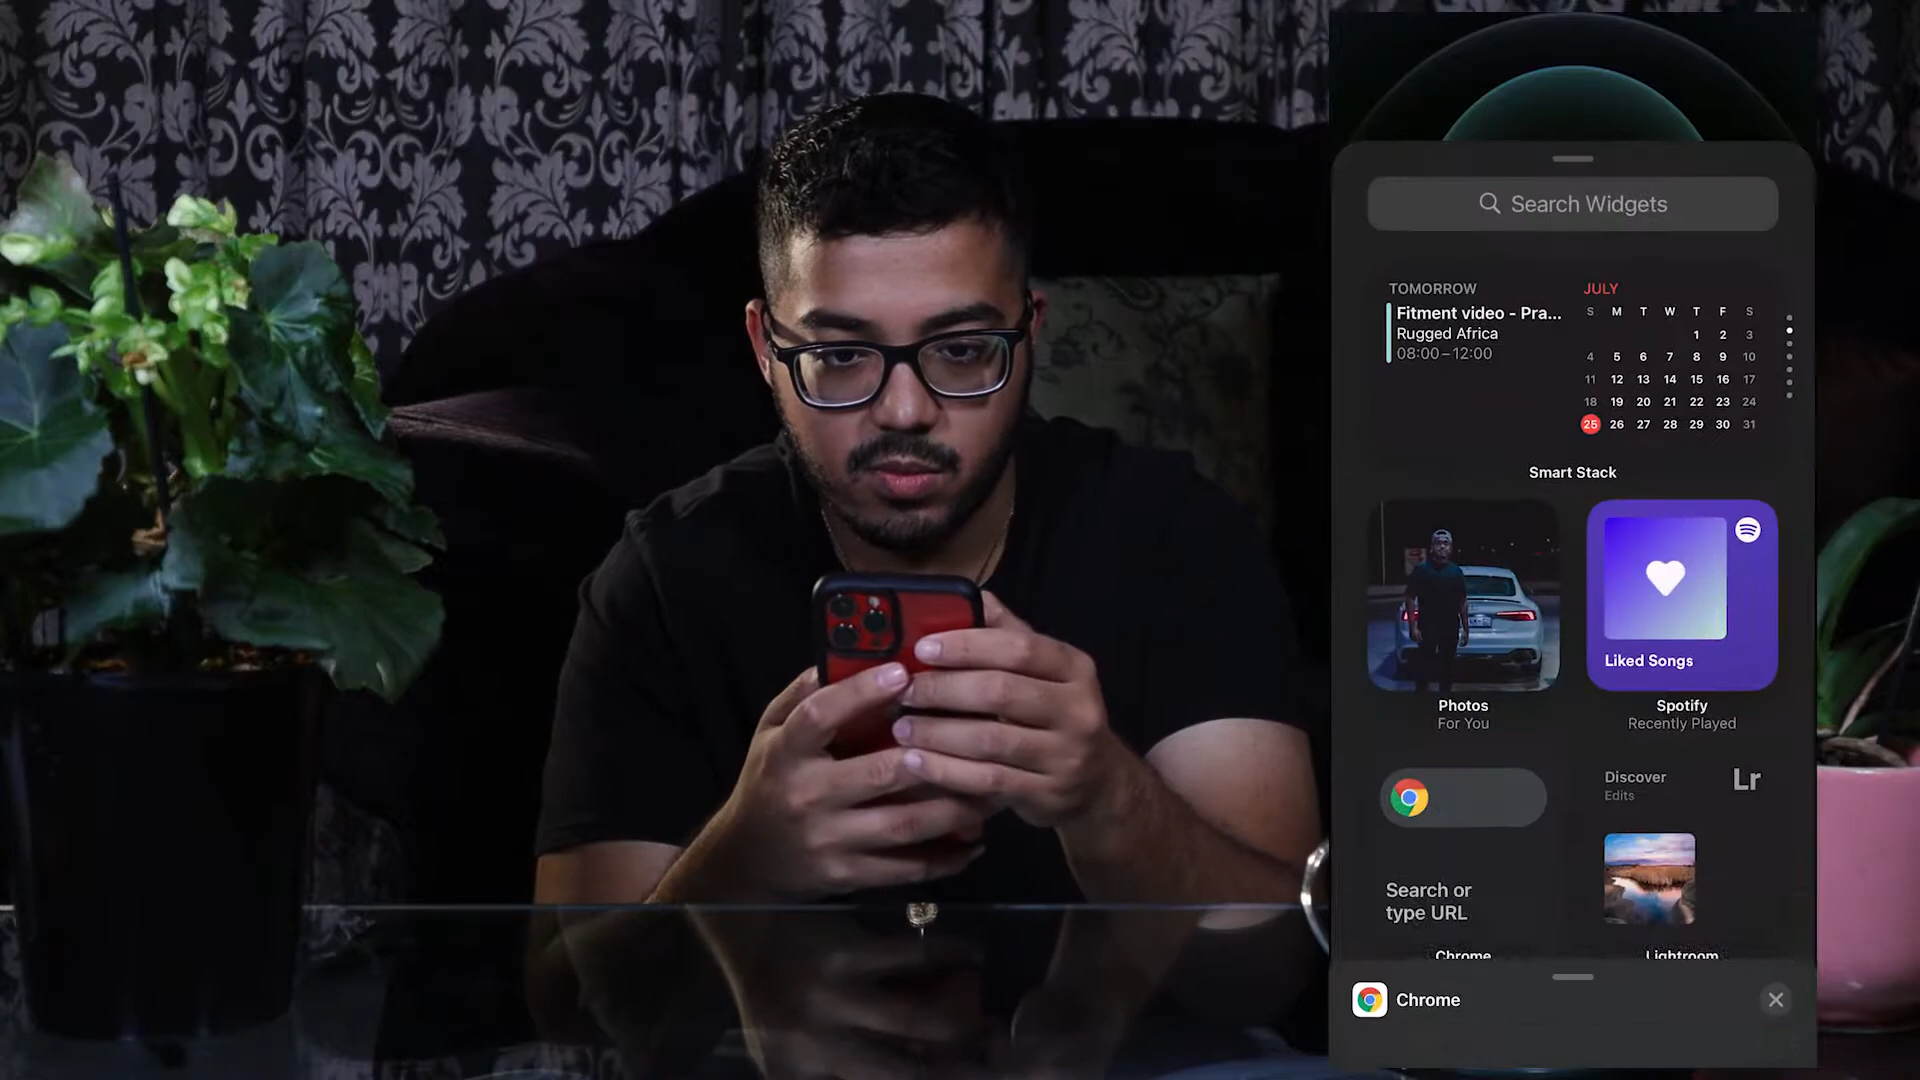 Search Widgets
TOMORROW
Fitment video - Pra...
Rugged Africa
08:00–12:00
JULY
S M T W T F S
1 2 3
4 5 6 7 8 9 10
11 12 13 14 15 16 17
18 19 20 21 22 23 24
25 26 27 28 29 30 31
Smart Stack
Liked Songs
Photos
For You
Spotify
Recently Played
Search or
type URL
Chrome
Discover
Edits
Lr
Lightroom
Chrome